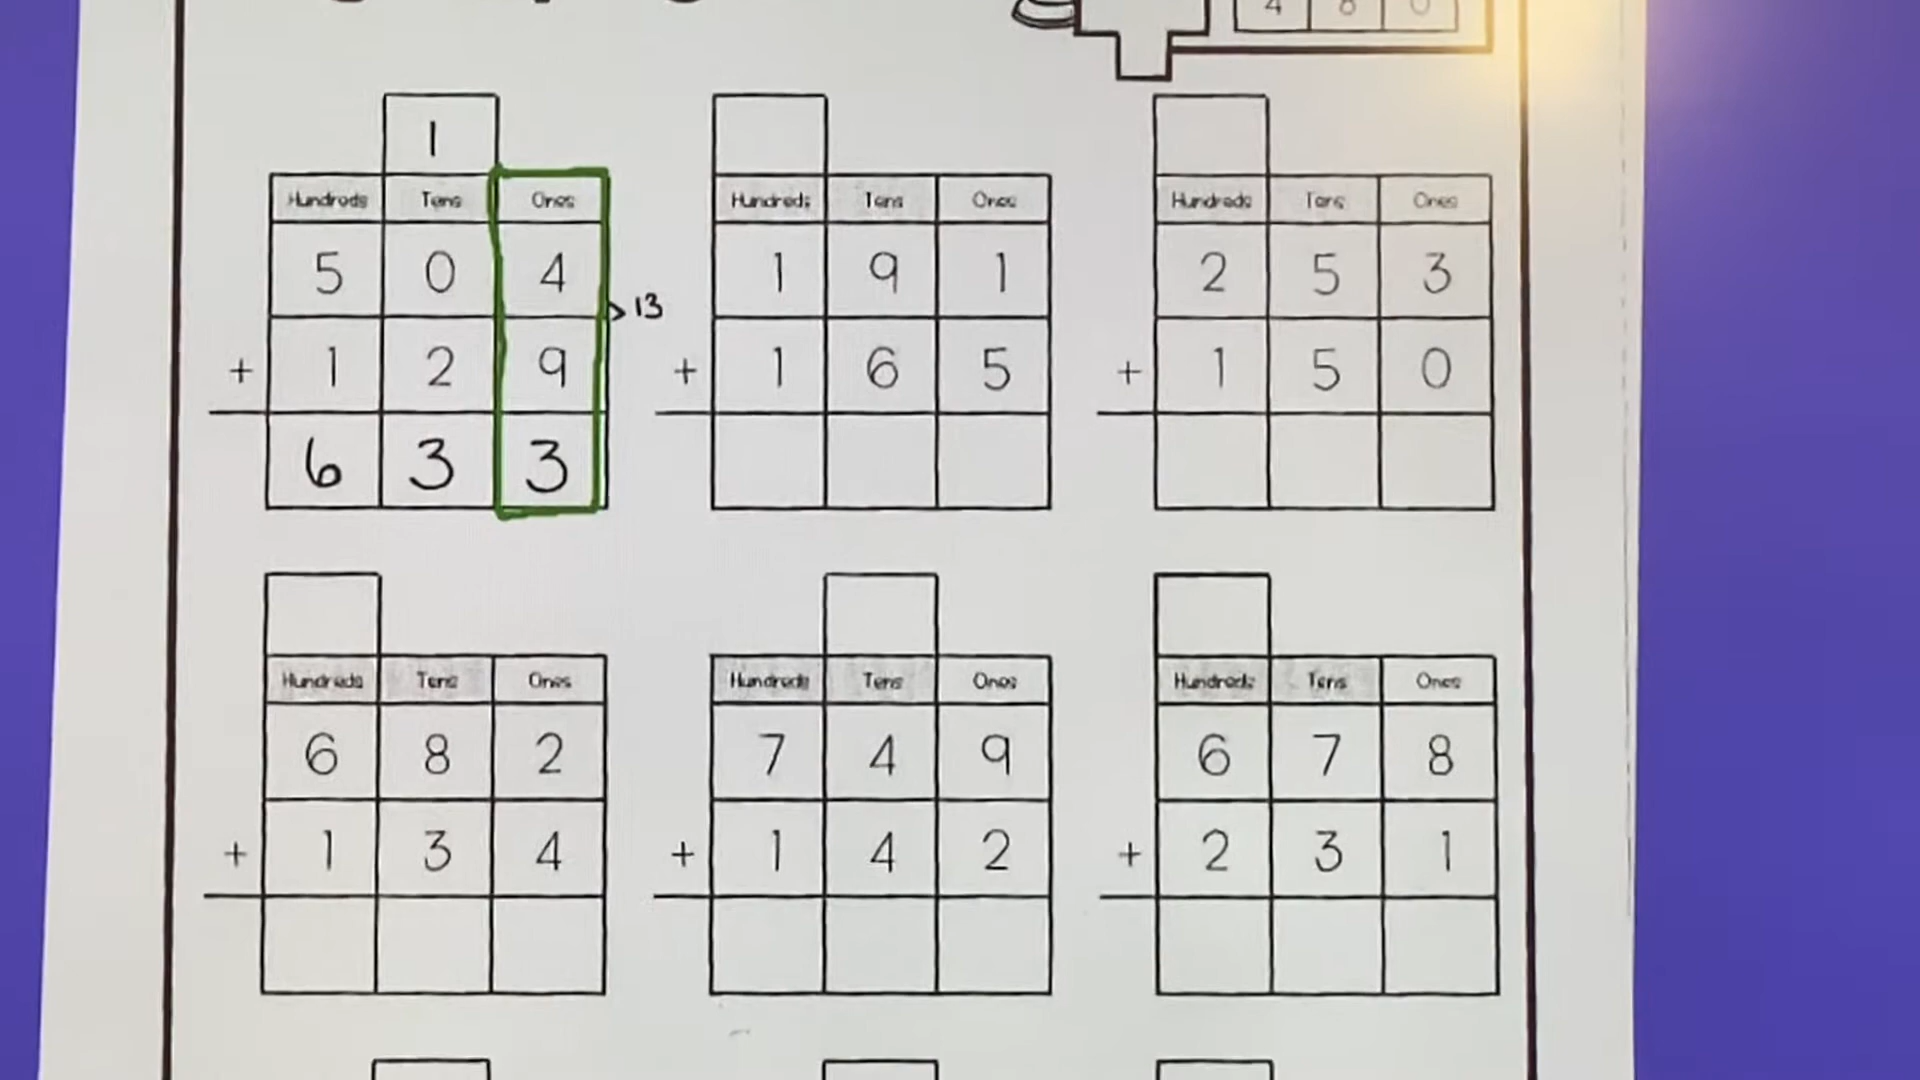 4 8 0
1
Hundreds Tens Ones
5 0 4
>13
+ 1 2 9
6 3 3
Hundreds Tens Ones
1 9 1
+ 1 6 5
Hundreds Tens Ones
2 5 3
+ 1 5 0
Hundreds Tens Ones
6 8 2
+ 1 3 4
Hundreds Tens Ones
7 4 9
+ 1 4 2
Hundreds Tens Ones
6 7 8
+ 2 3 1